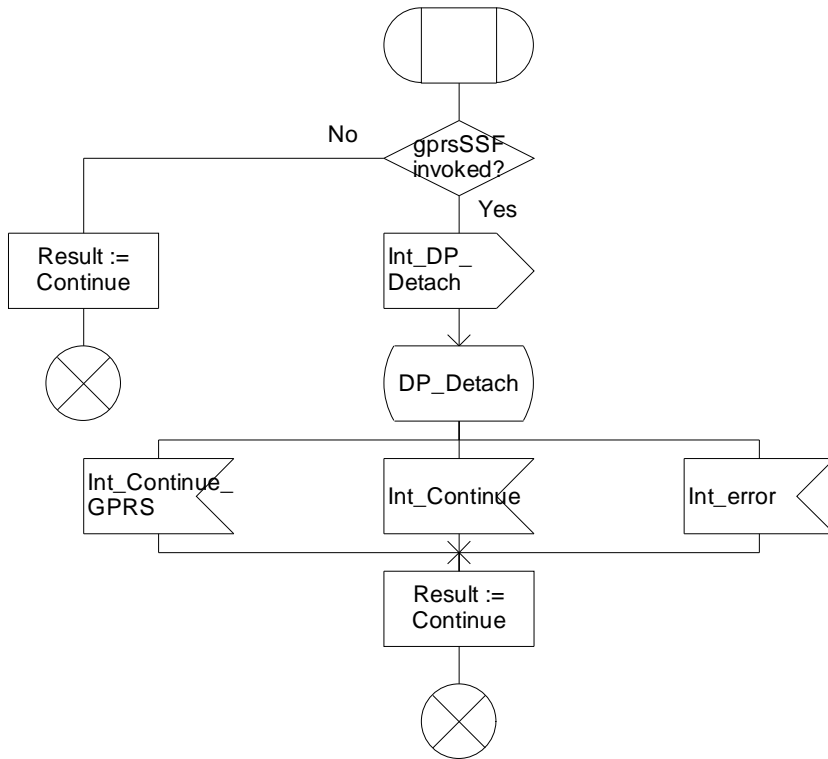 gprsSSF
invoked?
No
Yes
Result :=
Continue
Int_DP_
Detach
DP_Detach
Int_Continue_
GPRS
Int_Continue
Int_error
Result :=
Continue